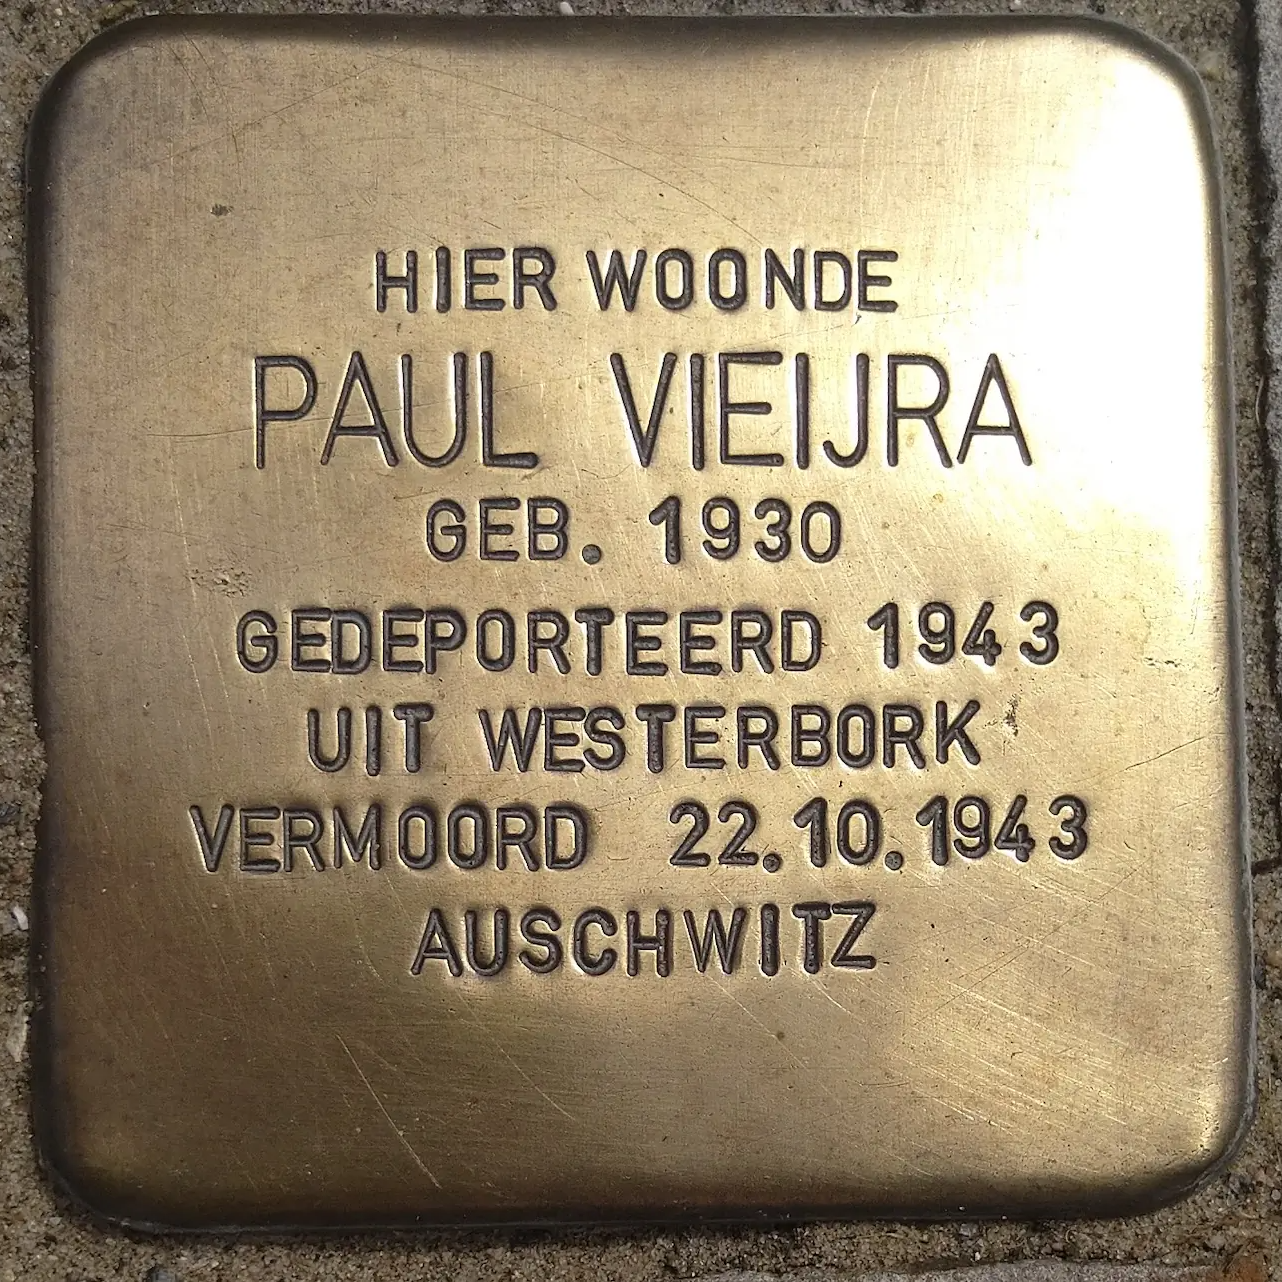 HIER WOONDE
PAUL VIEIJRA
GEB. 1930
GEDEPORTEERD 1943
UIT WESTERBORK
VERMOORD 22.10.1943
AUSCHWITZ